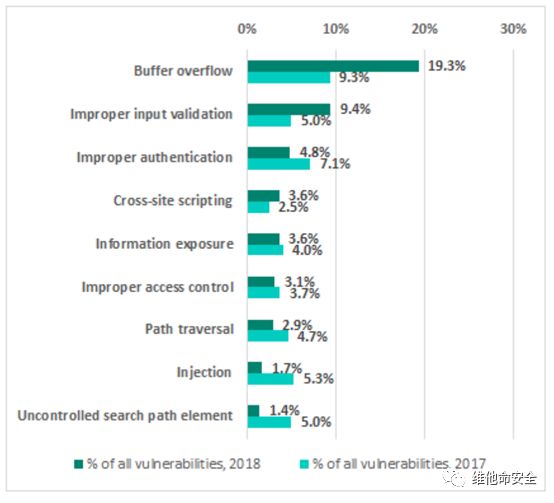 0% 10% 20% 30%
Buffer overflow 19.3%
9.3%
Improper input validation 9.4%
5.0%
Improper authentication 4.8%
7.1%
Cross-site scripting 3.6%
2.5%
Information exposure 3.6%
4.0%
Improper access control 3.1%
3.7%
Path traversal 2.9%
4.7%
Injection 1.7%
5.3%
Uncontrolled search path element 1.4%
5.0%
% of all vulnerabilities, 2018 % of all vulnerabilities. 2017
维他命安全